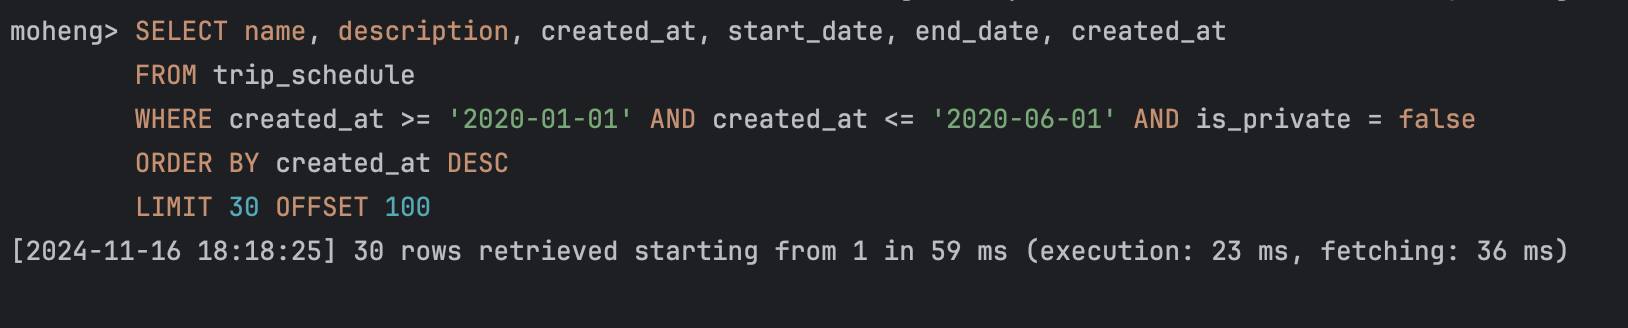 moheng> SELECT name, description, created_at, start_date, end_date, created_at
FROM trip_schedule
WHERE created_at >= '2020-01-01' AND created_at <= '2020-06-01' AND is_private = false
ORDER BY created_at DESC
LIMIT 30 OFFSET 100
[2024-11-16 18:18:25] 30 rows retrieved starting from 1 in 59 ms (execution: 23 ms, fetching: 36 ms)